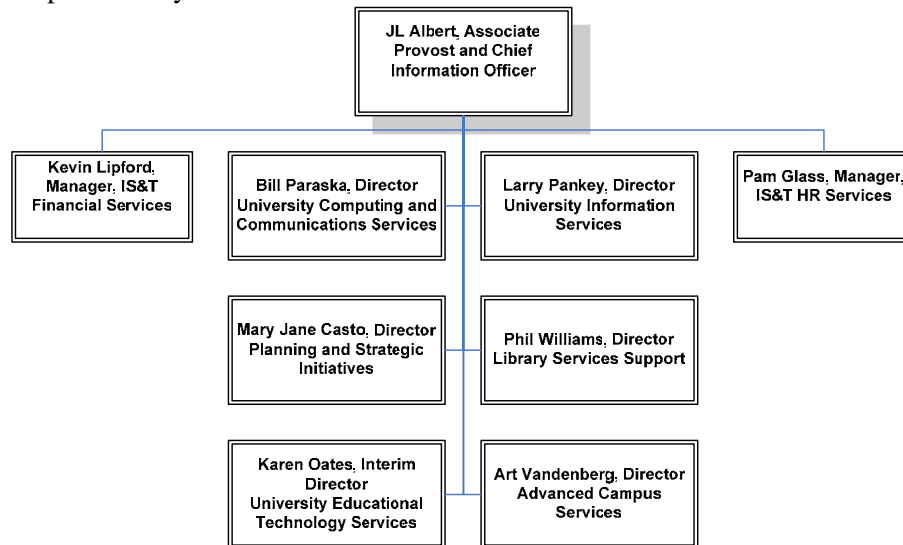 JL Albert, Associate
Provost and Chief
Information Officer
Kevin Lipford,
Manager, IS&T
Financial Services
Bill Paraska, Director
University Computing and
Communications Services
Larry Pankey, Director
University Information
Services
Pam Glass, Manager,
IS&T HR Services
Mary Jane Casto, Director
Planning and Strategic
Initiatives
Phil Williams, Director
Library Services Support
Karen Oates, Interim
Director
University Educational
Technology Services
Art Vandenberg, Director
Advanced Campus
Services